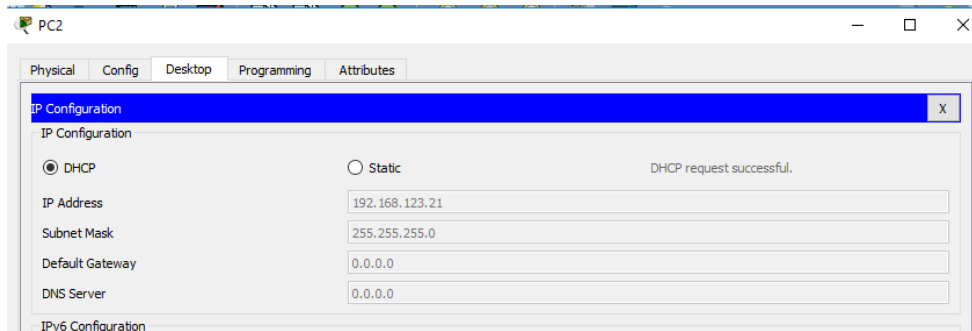 PC2
Physical Config Desktop Programming Attributes
IP Configuration X
IP Configuration
DHCP Static DHCP request successful.
IP Address 192.168.123.21
Subnet Mask 255.255.255.0
Default Gateway 0.0.0.0
DNS Server 0.0.0.0
IPv6 Configuration